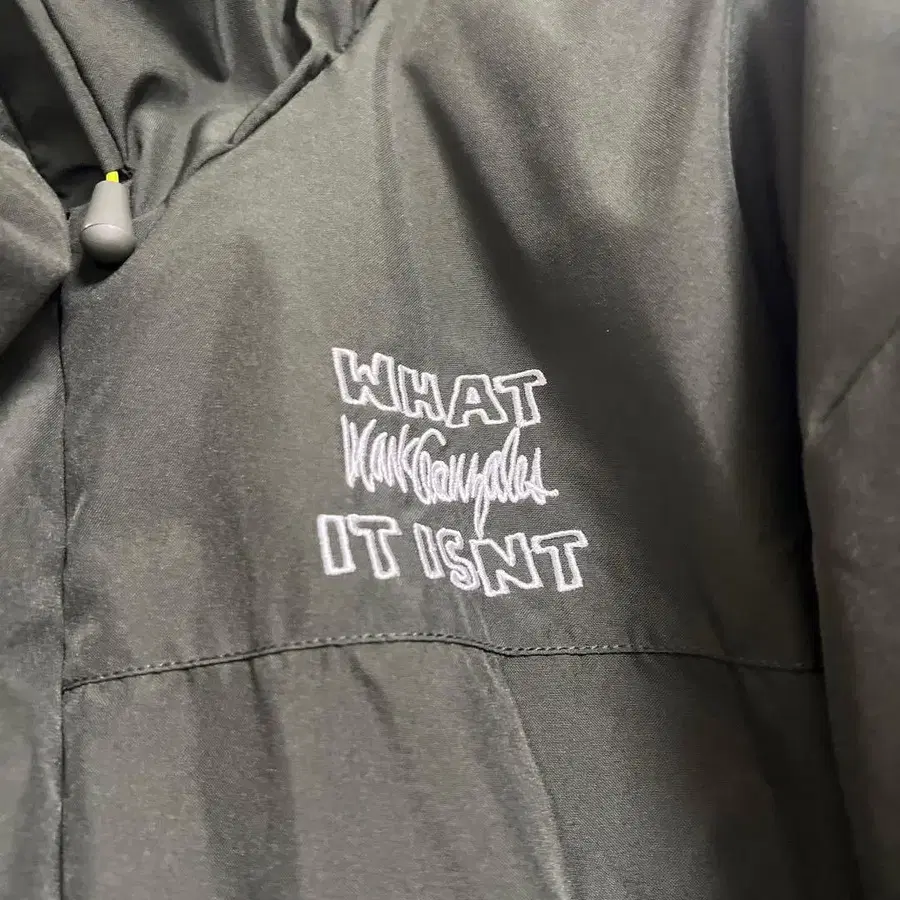 WHAT
Mark Gonzales
IT ISNT